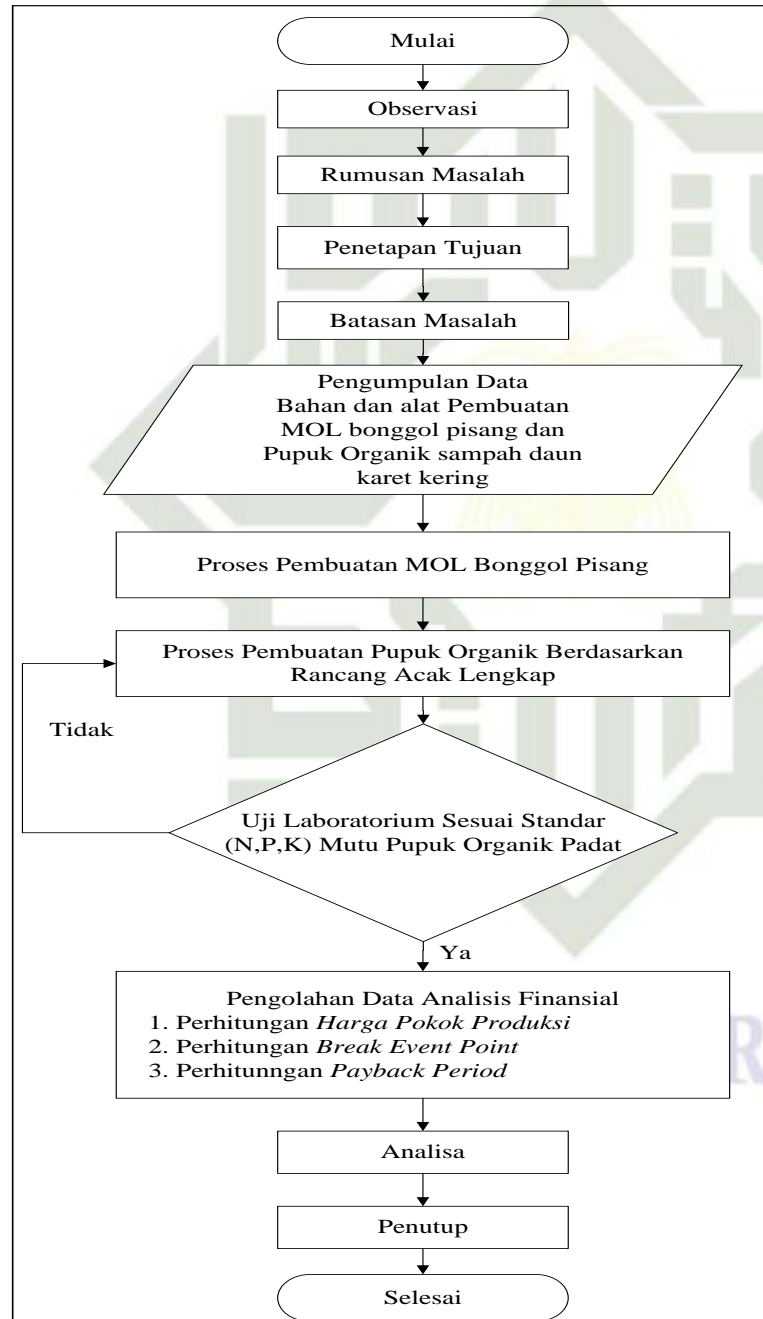 Mulai
Observasi
Rumusan Masalah
Penetapan Tujuan
Batasan Masalah
Pengumpulan Data
Bahan dan alat Pembuatan
MOL bonggol pisang dan
Pupuk Organik sampah daun
karet kering
Proses Pembuatan MOL Bonggol Pisang
Proses Pembuatan Pupuk Organik Berdasarkan
Rancang Acak Lengkap
Tidak
Uji Laboratorium Sesuai Standar
(N,P,K) Mutu Pupuk Organik Padat
Ya
Pengolahan Data Analisis Finansial
1. Perhitungan Harga Pokok Produksi
2. Perhitungan Break Event Point
3. Perhitunngan Payback Period
R
Analisa
Penutup
Selesai